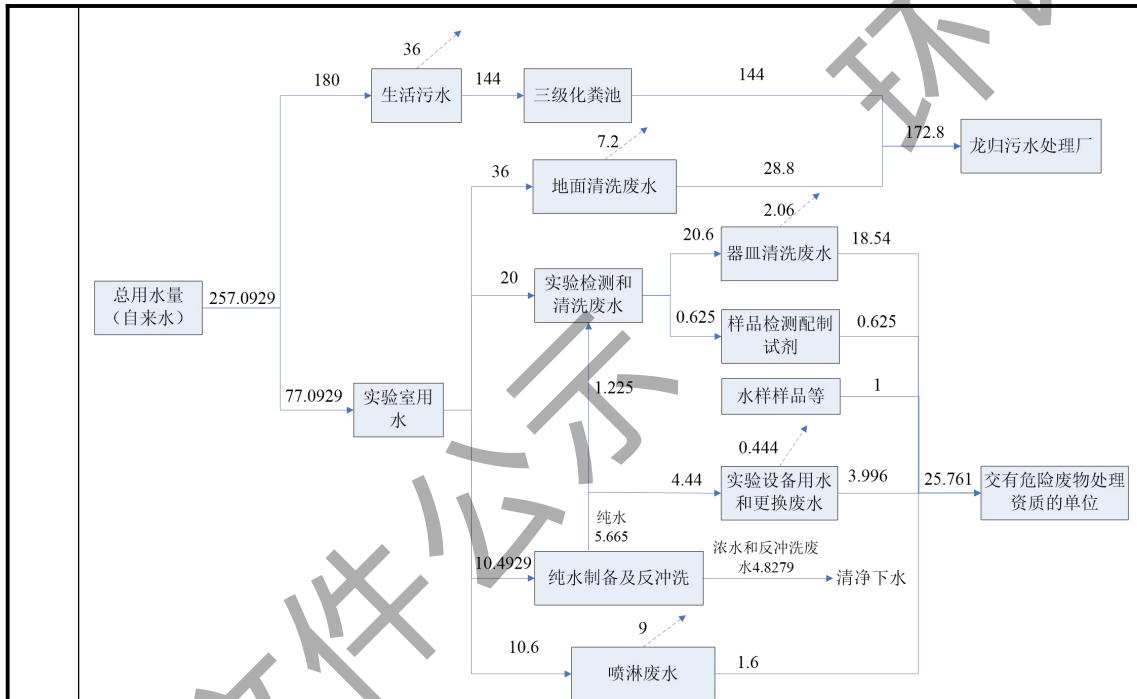 36
180
生活污水
144
三级化粪池
144
172.8
龙归污水处理厂
7.2
36
地面清洗废水
28.8
2.06
20.6
器皿清洗废水
18.54
总用水量
（自来水）
257.0929
20
实验检测和
清洗废水
0.625
样品检测配制
试剂
0.625
77.0929
实验室用
水
1.225
水样样品等
1
0.444
4.44
实验设备用水
和更换废水
3.996
25.761
交有危险废物处理
资质的单位
纯水
5.665
10.4929
纯水制备及反冲洗
浓水和反冲洗废
水4.8279
清净下水
9
10.6
喷淋废水
1.6
文件公示
环